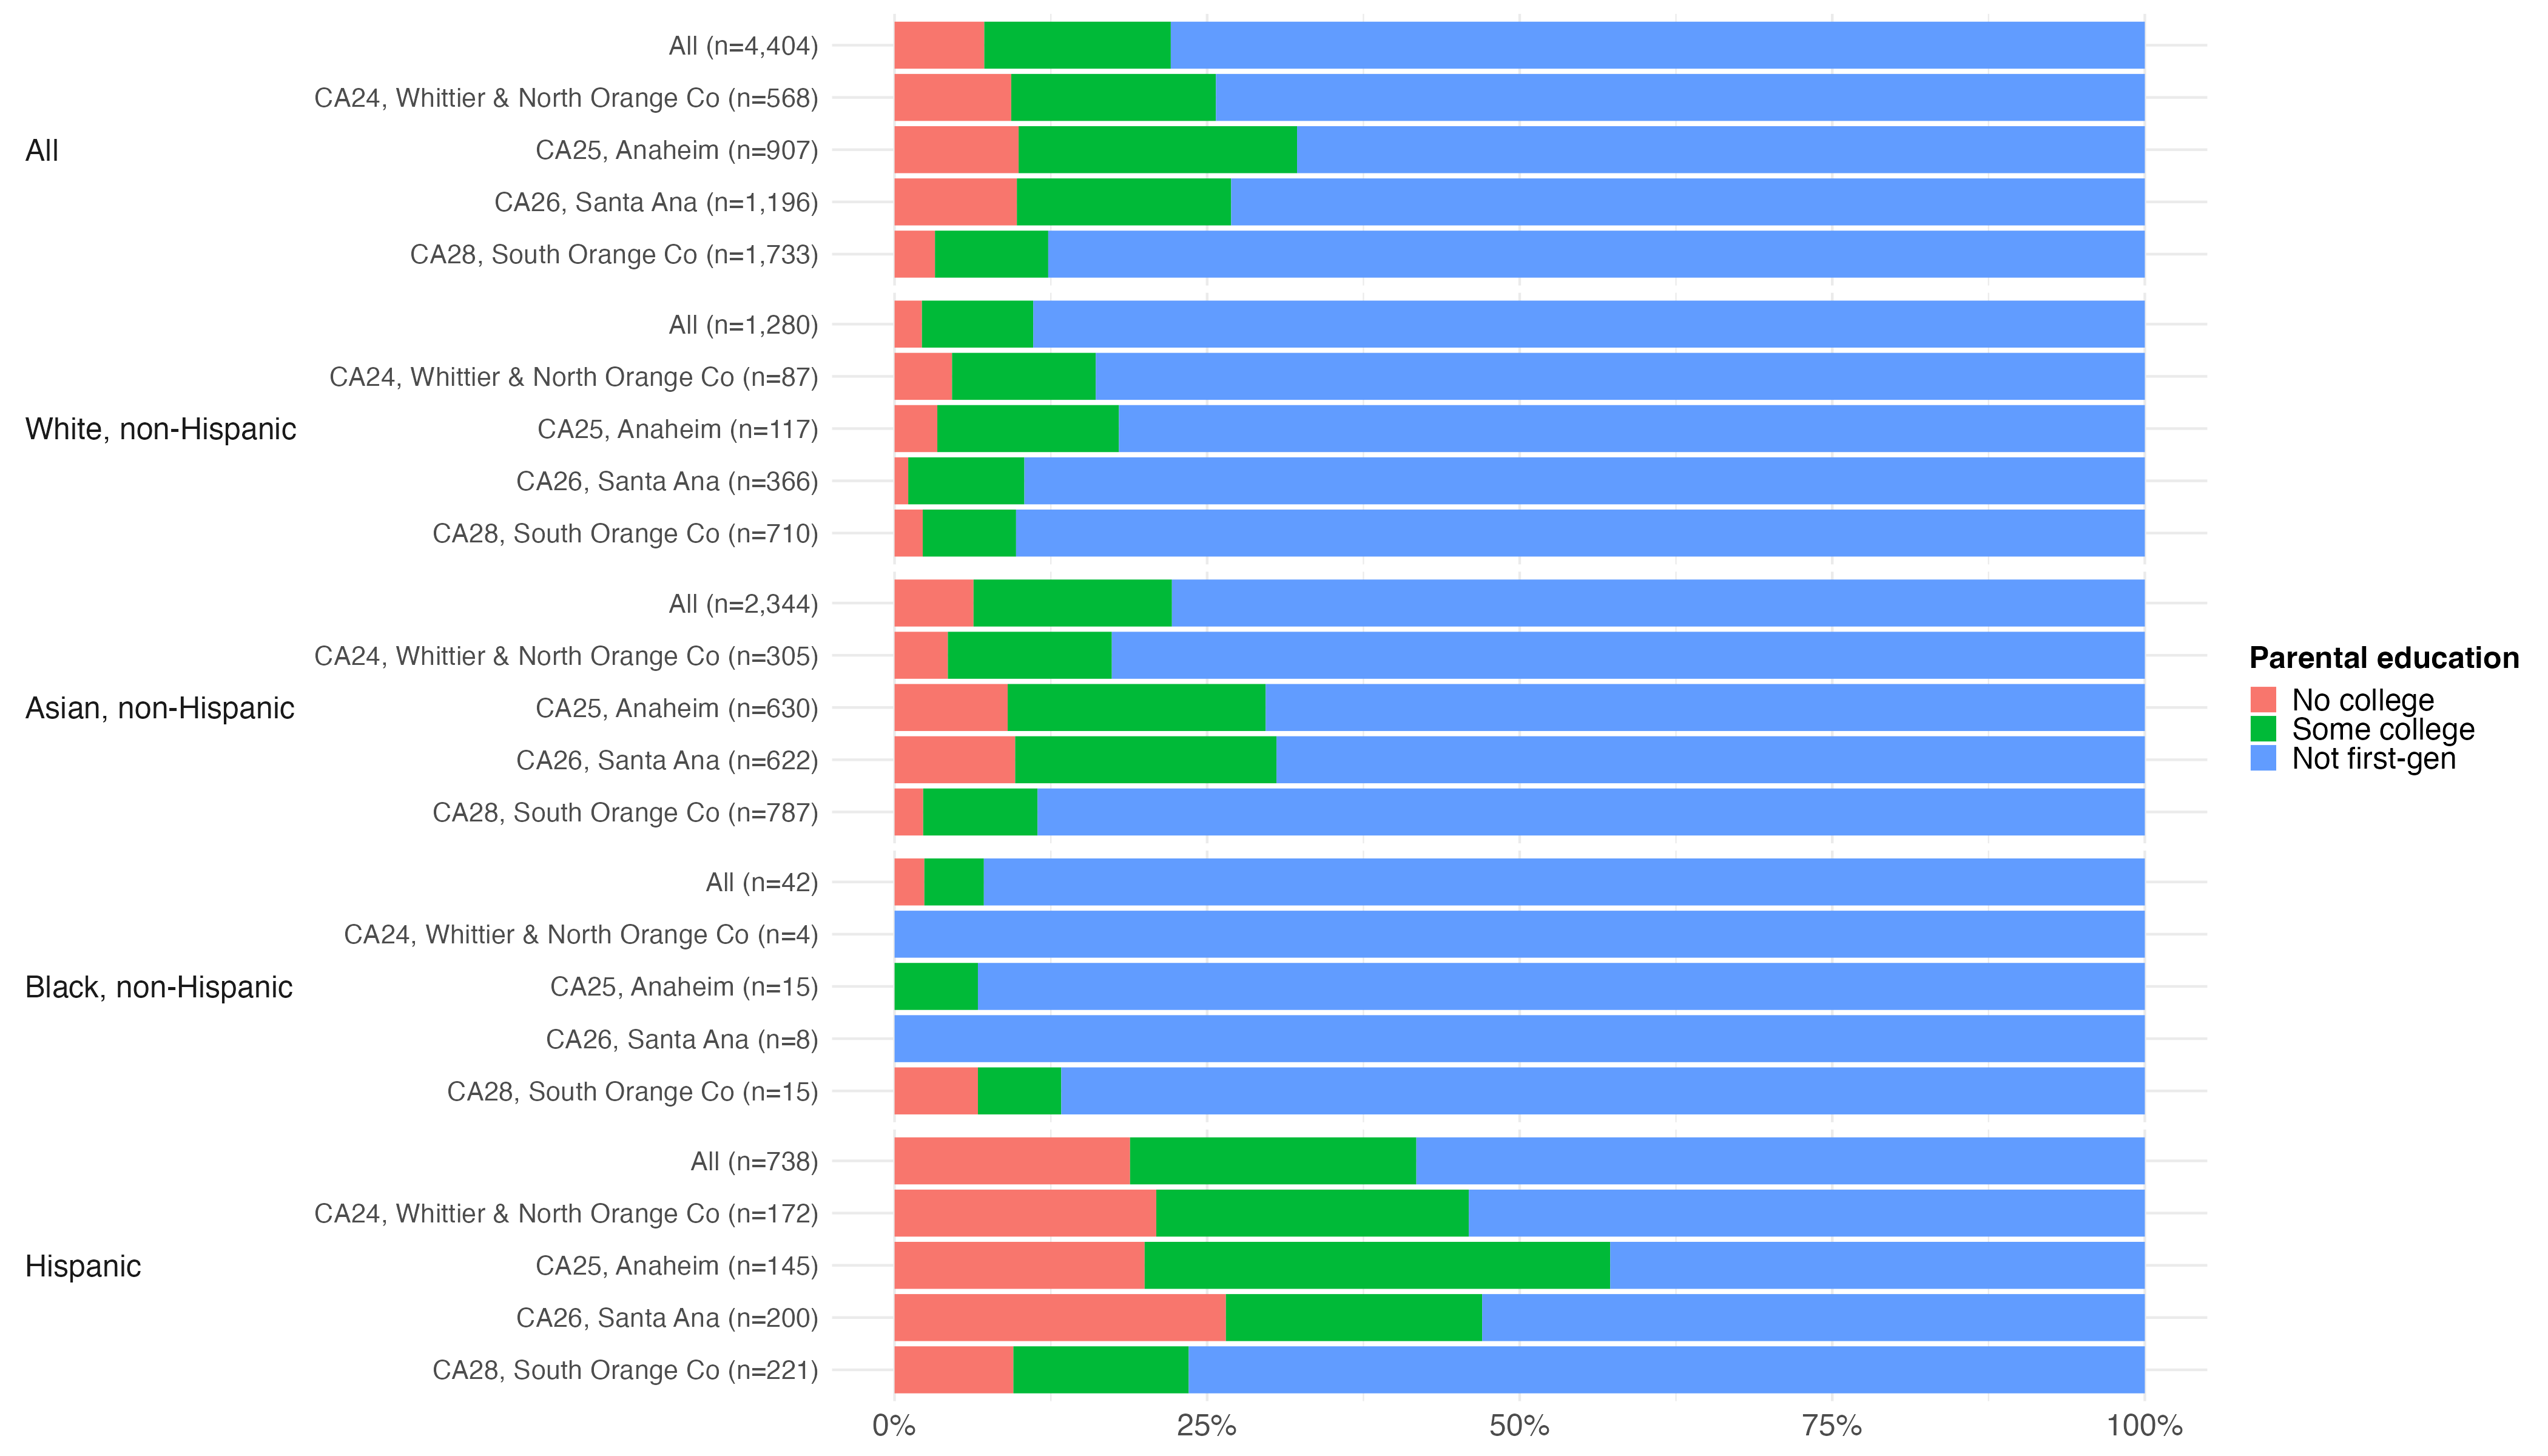 All
All (n=4,404)
CA24, Whittier & North Orange Co (n=568)
CA25, Anaheim (n=907)
CA26, Santa Ana (n=1,196)
CA28, South Orange Co (n=1,733)
White, non-Hispanic
All (n=1,280)
CA24, Whittier & North Orange Co (n=87)
CA25, Anaheim (n=117)
CA26, Santa Ana (n=366)
CA28, South Orange Co (n=710)
Asian, non-Hispanic
All (n=2,344)
CA24, Whittier & North Orange Co (n=305)
CA25, Anaheim (n=630)
CA26, Santa Ana (n=622)
CA28, South Orange Co (n=787)
Black, non-Hispanic
All (n=42)
CA24, Whittier & North Orange Co (n=4)
CA25, Anaheim (n=15)
CA26, Santa Ana (n=8)
CA28, South Orange Co (n=15)
Hispanic
All (n=738)
CA24, Whittier & North Orange Co (n=172)
CA25, Anaheim (n=145)
CA26, Santa Ana (n=200)
CA28, South Orange Co (n=221)
0% 25% 50% 75% 100%
Parental education
No college
Some college
Not first-gen